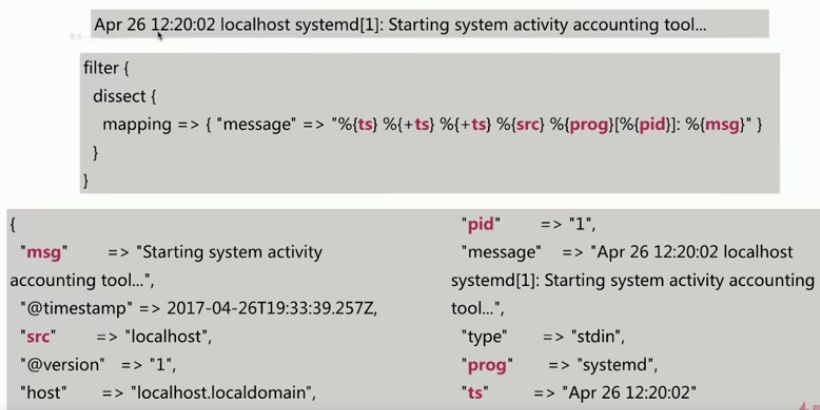 Apr 26 12:20:02 localhost systemd[1]: Starting system activity accounting tool...
filter {
dissect {
mapping => { "message" => "%{ts} %{+ts} %{+ts} %{src} %{prog}[%{pid}]: %{msg}" }
}
}
{
"msg" => "Starting system activity
accounting tool...",
"@timestamp" => 2017-04-26T19:33:39.257Z,
"src" => "localhost",
"@version" => "1",
"host" => "localhost.localdomain",
"pid" => "1",
"message" => "Apr 26 12:20:02 localhost
systemd[1]: Starting system activity accounting
tool...",
"type" => "stdin",
"prog" => "systemd",
"ts" => "Apr 26 12:20:02"